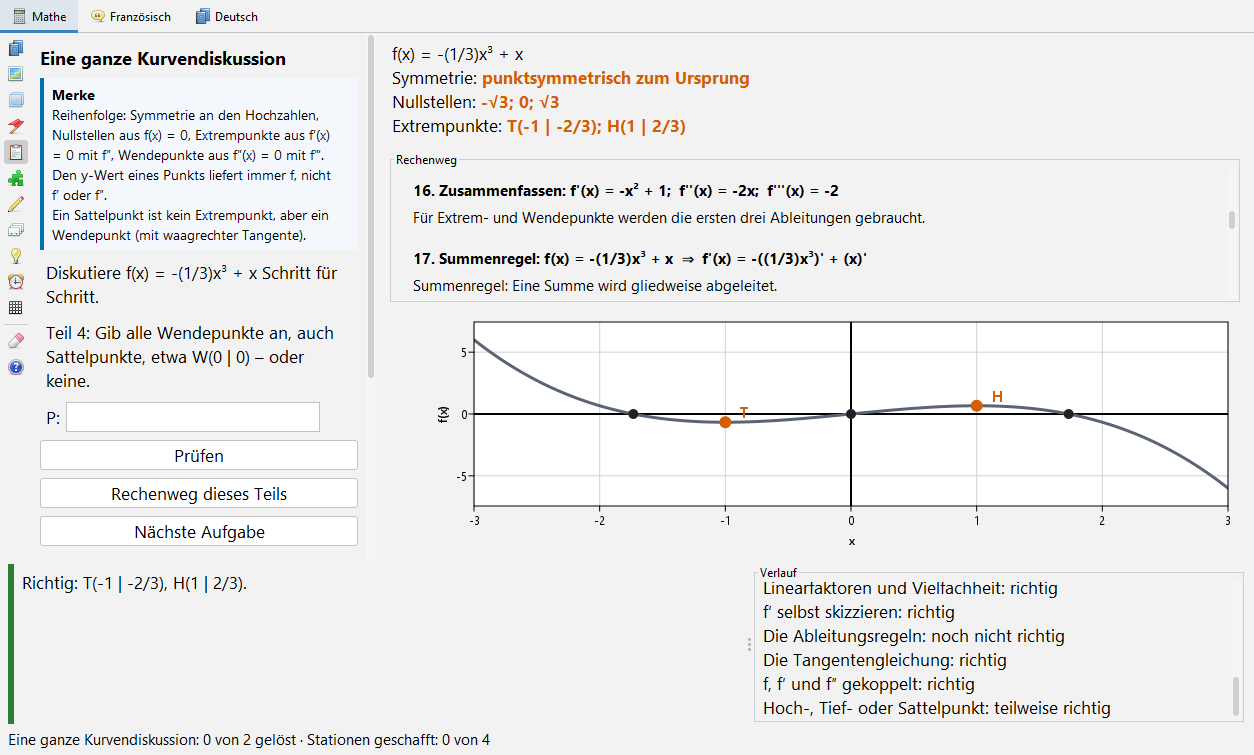 Mathe
Französisch
Deutsch
Eine ganze Kurvendiskussion
Merke
Reihenfolge: Symmetrie an den Hochzahlen,
Nullstellen aus f(x) = 0, Extrempunkte aus f′(x)
= 0 mit f″, Wendepunkte aus f″(x) = 0 mit f‴.
Den y-Wert eines Punkts liefert immer f, nicht
f′ oder f″.
Ein Sattelpunkt ist kein Extrempunkt, aber ein
Wendepunkt (mit waagrechter Tangente).
Diskutiere f(x) = -(1/3)x³ + x Schritt für
Schritt.
Teil 4: Gib alle Wendepunkte an, auch
Sattelpunkte, etwa W(0 | 0) – oder
keine.
P:
Prüfen
Rechenweg dieses Teils
Nächste Aufgabe
f(x) = -(1/3)x³ + x
Symmetrie: punktsymmetrisch zum Ursprung
Nullstellen: -√3; 0; √3
Extrempunkte: T(-1 | -2/3); H(1 | 2/3)
Rechenweg
16. Zusammenfassen: f'(x) = -x² + 1; f''(x) = -2x; f'''(x) = -2
Für Extrem- und Wendepunkte werden die ersten drei Ableitungen gebraucht.
17. Summenregel: f(x) = -(1/3)x³ + x ⇒ f'(x) = -((1/3)x³)' + (x)'
Summenregel: Eine Summe wird gliedweise abgeleitet.
5
0
-5
f(x)
T
H
-3 -2 -1 0 1 2 3
x
Richtig: T(-1 | -2/3), H(1 | 2/3).
Verlauf
Linearfaktoren und Vielfachheit: richtig
f′ selbst skizzieren: richtig
Die Ableitungsregeln: noch nicht richtig
Die Tangentengleichung: richtig
f, f′ und f″ gekoppelt: richtig
Hoch-, Tief- oder Sattelpunkt: teilweise richtig
Eine ganze Kurvendiskussion: 0 von 2 gelöst · Stationen geschafft: 0 von 4